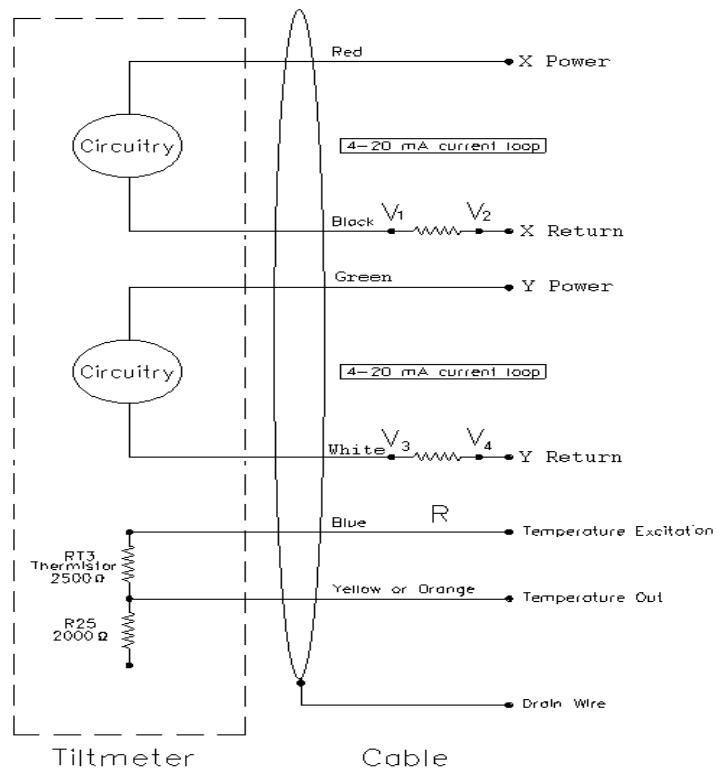 Red
X Power
Circuitry
4-20 mA current loop
Black
V1
V2
X Return
Green
Y Power
Circuitry
4-20 mA current loop
White
V3
V4
Y Return
Blue
R
Temperature Excitation
RT3
Thermistor
2500Ω
Yellow or Orange
Temperature Out
R25
2000Ω
Drain Wire
Tiltmeter
Cable